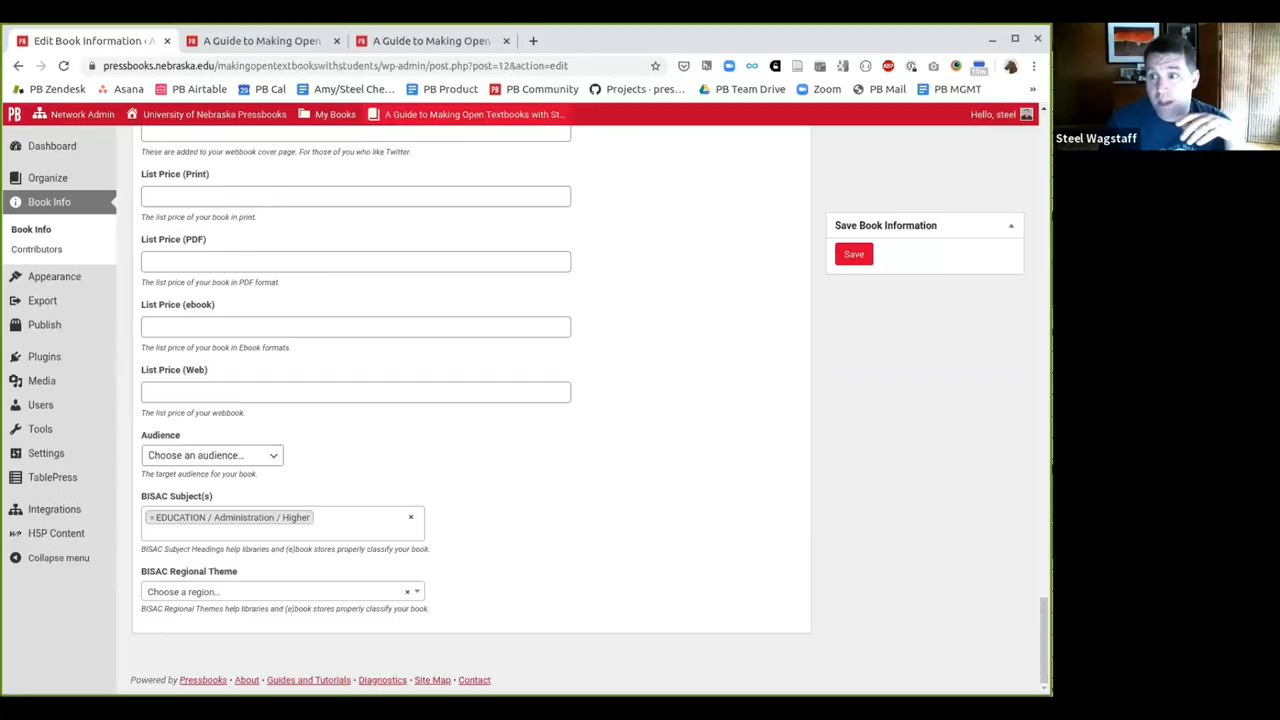 Edit Book Information ‹ A
A Guide to Making Open
A Guide to Making Open
pressbooks.nebraska.edu/makingopentextbookswithstudents/wp-admin/post.php?post=12&action=edit
PB Zendesk
Asana
PB Airtable
PB Cal
Amy/Steel Che...
PB Product
PB Community
Projects · pres...
PB Team Drive
Zoom
PB Mail
PB MGMT
Network Admin
University of Nebraska Pressbooks
My Books
A Guide to Making Open Textbooks with St...
Hello, steel
Steel Wagstaff
Dashboard
Organize
Book Info
Book Info
Contributors
Appearance
Export
Publish
Plugins
Media
Users
Tools
Settings
TablePress
Integrations
H5P Content
Collapse menu
These are added to your webbook cover page. For those of you who like Twitter.
List Price (Print)
The list price of your book in print.
List Price (PDF)
The list price of your book in PDF format.
List Price (ebook)
The list price of your book in Ebook formats.
List Price (Web)
The list price of your webbook.
Audience
Choose an audience...
The target audience for your book.
BISAC Subject(s)
×EDUCATION / Administration / Higher ×
BISAC Subject Headings help libraries and (e)book stores properly classify your book.
BISAC Regional Theme
Choose a region... ×
BISAC Regional Themes help libraries and (e)book stores properly classify your book.
Save Book Information
Save
Powered by Pressbooks • About • Guides and Tutorials • Diagnostics • Site Map • Contact